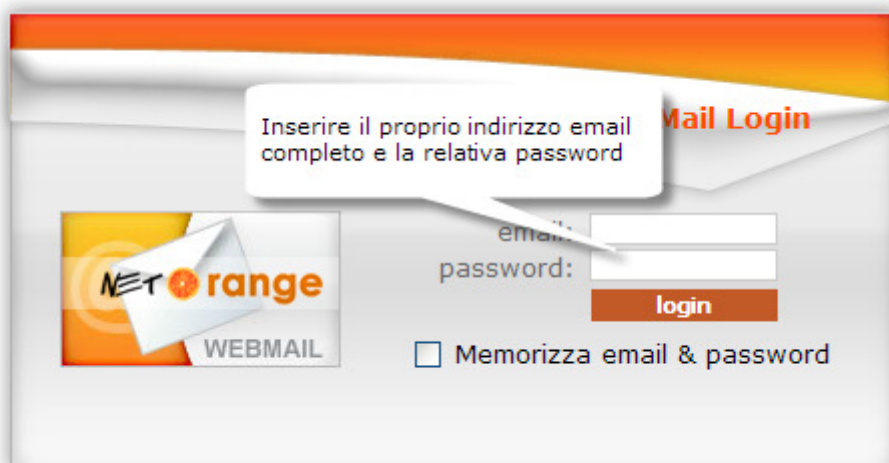 Inserire il proprio indirizzo email
completo e la relativa password
Mail Login
email:
password:
login
Memorizza email & password
NET range
WEBMAIL